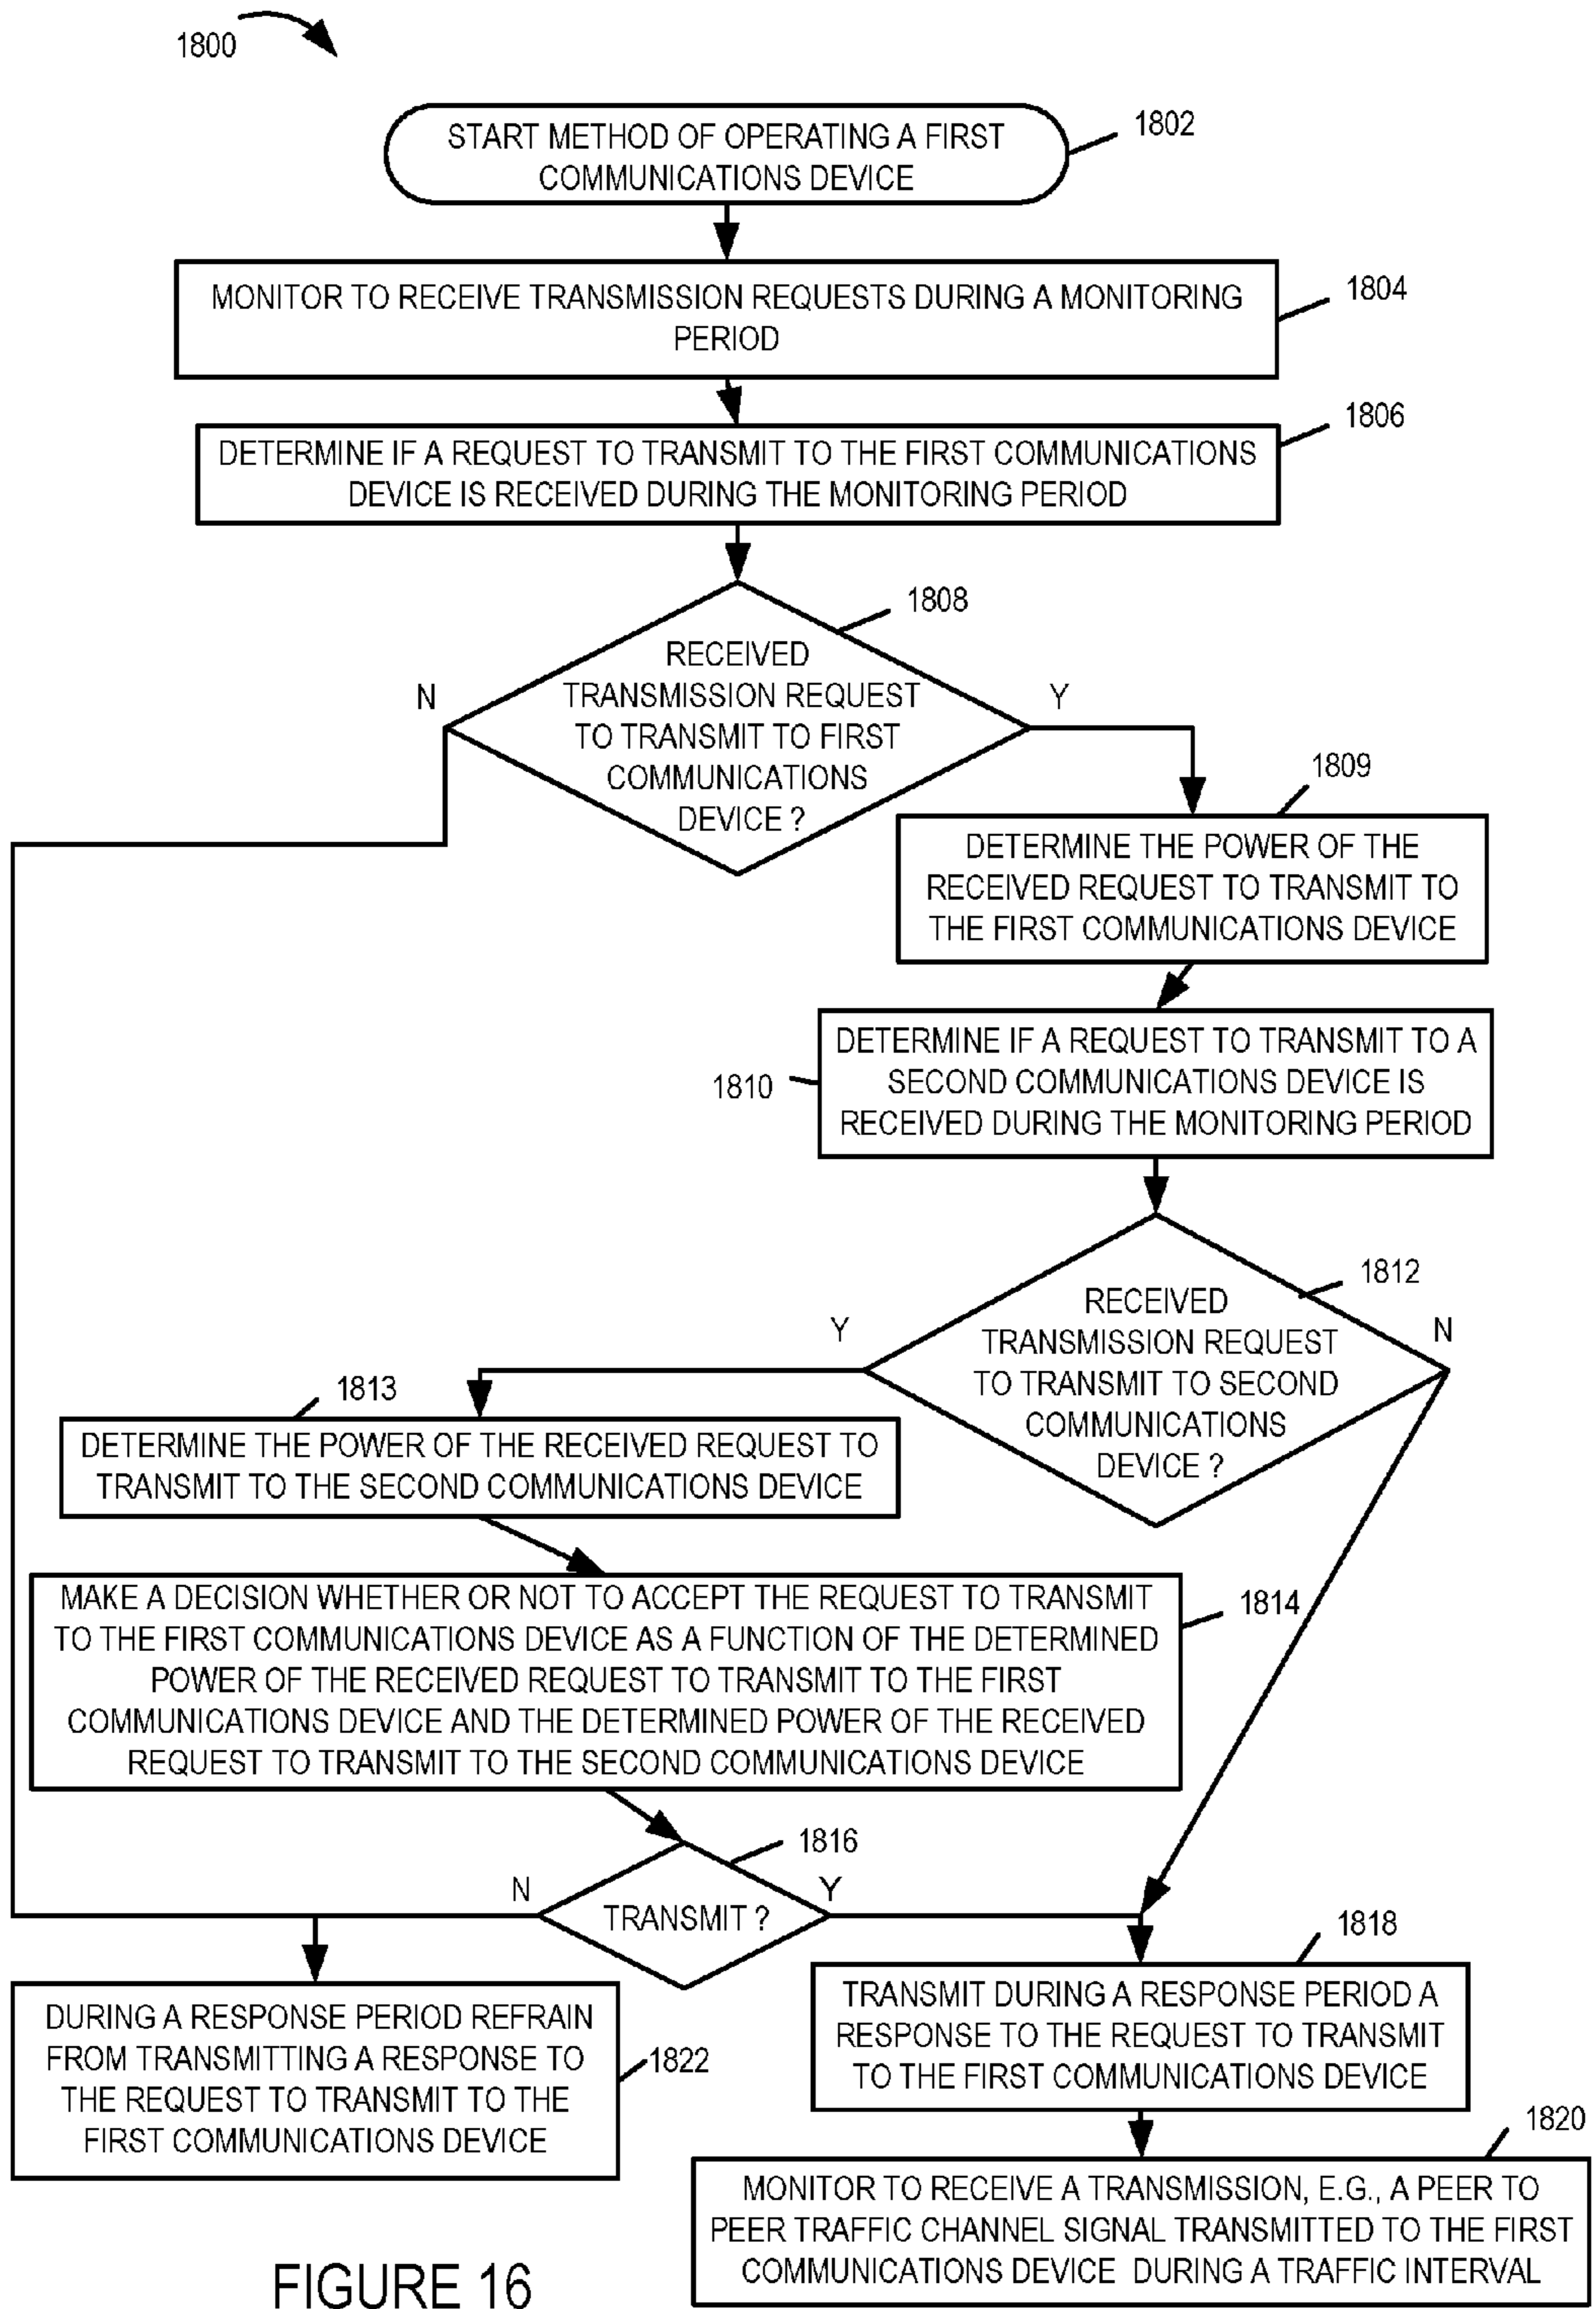 1800
START METHOD OF OPERATING A FIRST
COMMUNICATIONS DEVICE
1802
MONITOR TO RECEIVE TRANSMISSION REQUESTS DURING A MONITORING
PERIOD
1804
1806
DETERMINE IF A REQUEST TO TRANSMIT TO THE FIRST COMMUNICATIONS
DEVICE IS RECEIVED DURING THE MONITORING PERIOD
1808
RECEIVED
TRANSMISSION REQUEST
TO TRANSMIT TO FIRST
COMMUNICATIONS
DEVICE ?
N
Y
1809
DETERMINE THE POWER OF THE
RECEIVED REQUEST TO TRANSMIT TO
THE FIRST COMMUNICATIONS DEVICE
1810
DETERMINE IF A REQUEST TO TRANSMIT TO A
SECOND COMMUNICATIONS DEVICE IS
RECEIVED DURING THE MONITORING PERIOD
1812
RECEIVED
TRANSMISSION REQUEST
TO TRANSMIT TO SECOND
COMMUNICATIONS
DEVICE ?
Y
N
1813
DETERMINE THE POWER OF THE RECEIVED REQUEST TO
TRANSMIT TO THE SECOND COMMUNICATIONS DEVICE
MAKE A DECISION WHETHER OR NOT TO ACCEPT THE REQUEST TO TRANSMIT
TO THE FIRST COMMUNICATIONS DEVICE AS A FUNCTION OF THE DETERMINED
POWER OF THE RECEIVED REQUEST TO TRANSMIT TO THE FIRST
COMMUNICATIONS DEVICE AND THE DETERMINED POWER OF THE RECEIVED
REQUEST TO TRANSMIT TO THE SECOND COMMUNICATIONS DEVICE
1814
1816
N
TRANSMIT ?
Y
1818
TRANSMIT DURING A RESPONSE PERIOD A
RESPONSE TO THE REQUEST TO TRANSMIT
TO THE FIRST COMMUNICATIONS DEVICE
DURING A RESPONSE PERIOD REFRAIN
FROM TRANSMITTING A RESPONSE TO
THE REQUEST TO TRANSMIT TO THE
FIRST COMMUNICATIONS DEVICE
1822
1820
MONITOR TO RECEIVE A TRANSMISSION, E.G., A PEER TO
PEER TRAFFIC CHANNEL SIGNAL TRANSMITTED TO THE FIRST
COMMUNICATIONS DEVICE DURING A TRAFFIC INTERVAL
FIGURE 16